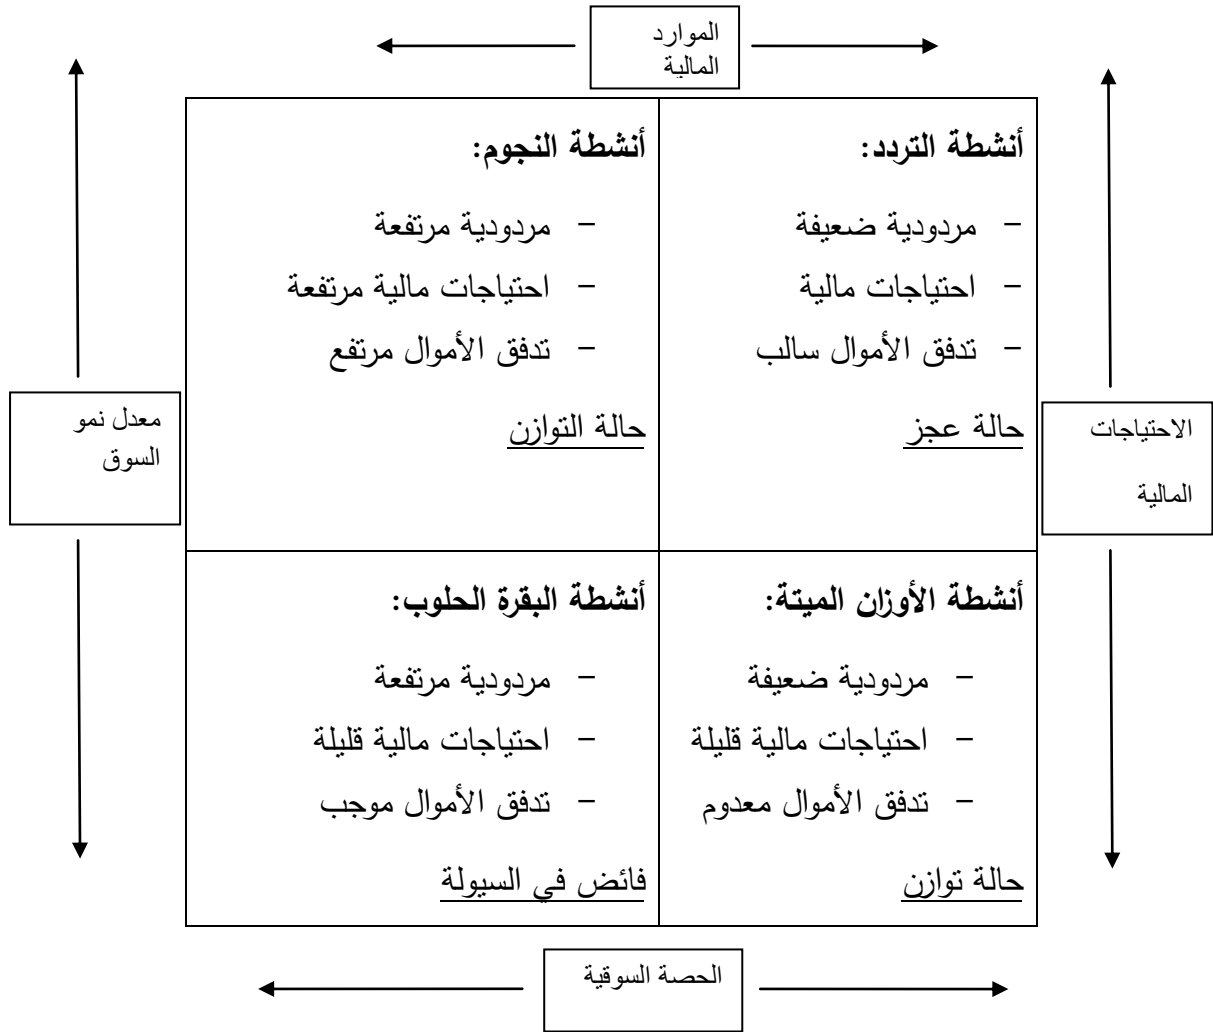 الموارد
المالية
أنشطة التردد:
– مردودية ضعيفة
– احتياجات مالية
– تدفق الأموال سالب
حالة عجز
أنشطة النجوم:
– مردودية مرتفعة
– احتياجات مالية مرتفعة
– تدفق الأموال مرتفع
حالة التوازن
الاحتياجات
المالية
معدل نمو
السوق
أنشطة الأوزان الميتة:
– مردودية ضعيفة
– احتياجات مالية قليلة
– تدفق الأموال معدوم
حالة توازن
أنشطة البقرة الحلوب:
– مردودية مرتفعة
– احتياجات مالية قليلة
– تدفق الأموال موجب
فائض في السيولة
الحصة السوقية